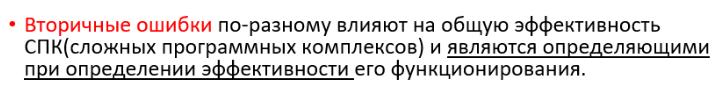 • Вторичные ошибки по-разному влияют на общую эффективность
СПК(сложных программных комплексов) и являются определяющими
при определении эффективности его функционирования.